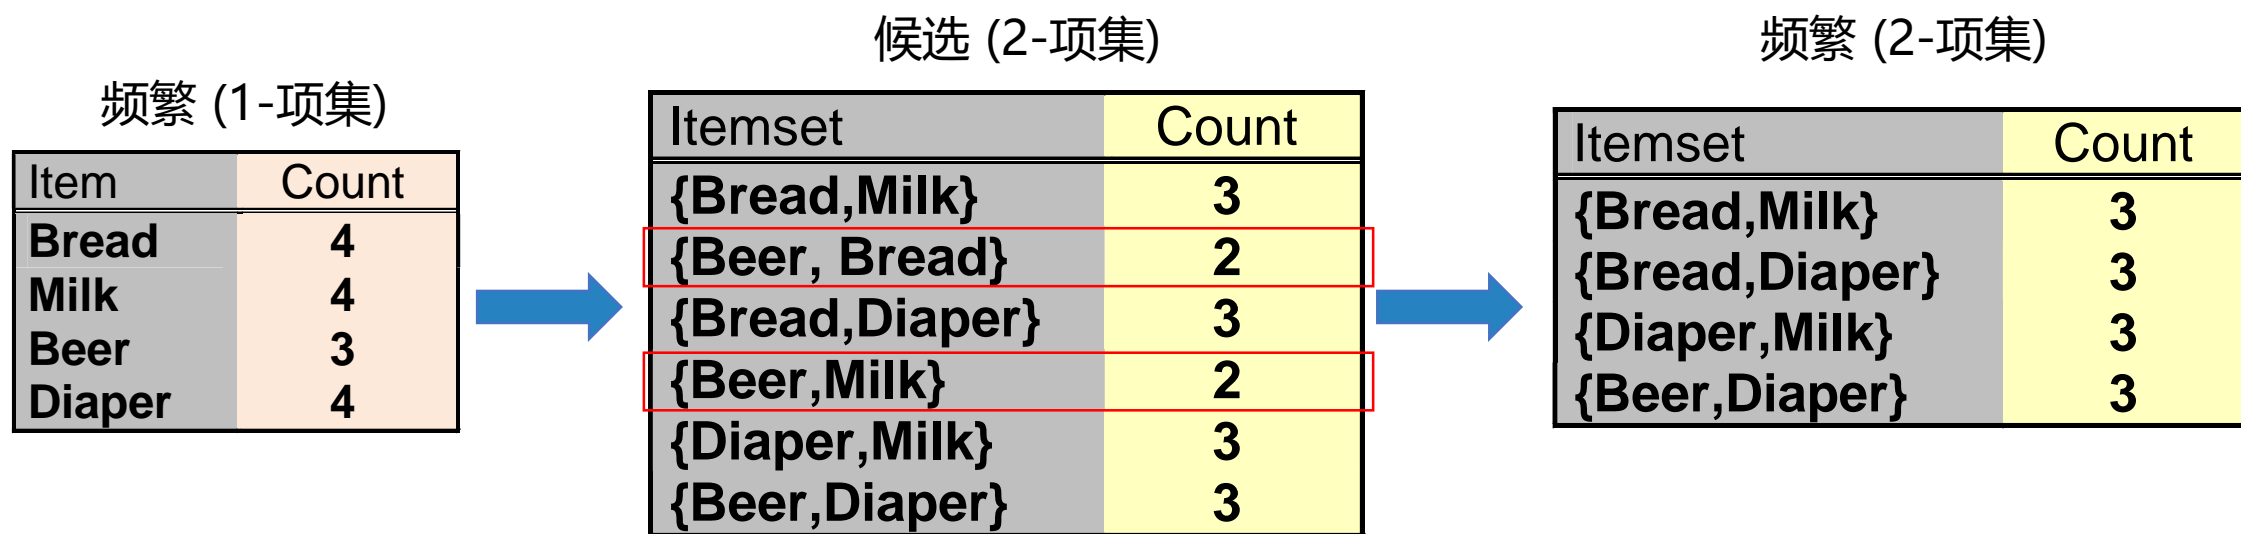 频繁 (1-项集)
Item Count
Bread 4
Milk 4
Beer 3
Diaper 4
候选 (2-项集)
Itemset Count
{Bread,Milk} 3
{Beer, Bread} 2
{Bread,Diaper} 3
{Beer,Milk} 2
{Diaper,Milk} 3
{Beer,Diaper} 3
频繁 (2-项集)
Itemset Count
{Bread,Milk} 3
{Bread,Diaper} 3
{Diaper,Milk} 3
{Beer,Diaper} 3